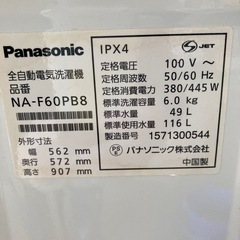 Panasonic
全自動電気洗濯機
品番
NA-F60PB8
外形寸法
幅 562 mm
奥行 572 mm
高さ 907 mm
IPX4
JET
定格電圧 100 V～
定格周波数 50/60 Hz
定格消費電力 380/445 W
標準洗濯容量 6.0 kg
標準水量 49 L
標準使用水量 116 L
製造番号 1571300544
PS E パナソニック株式会社
中国製